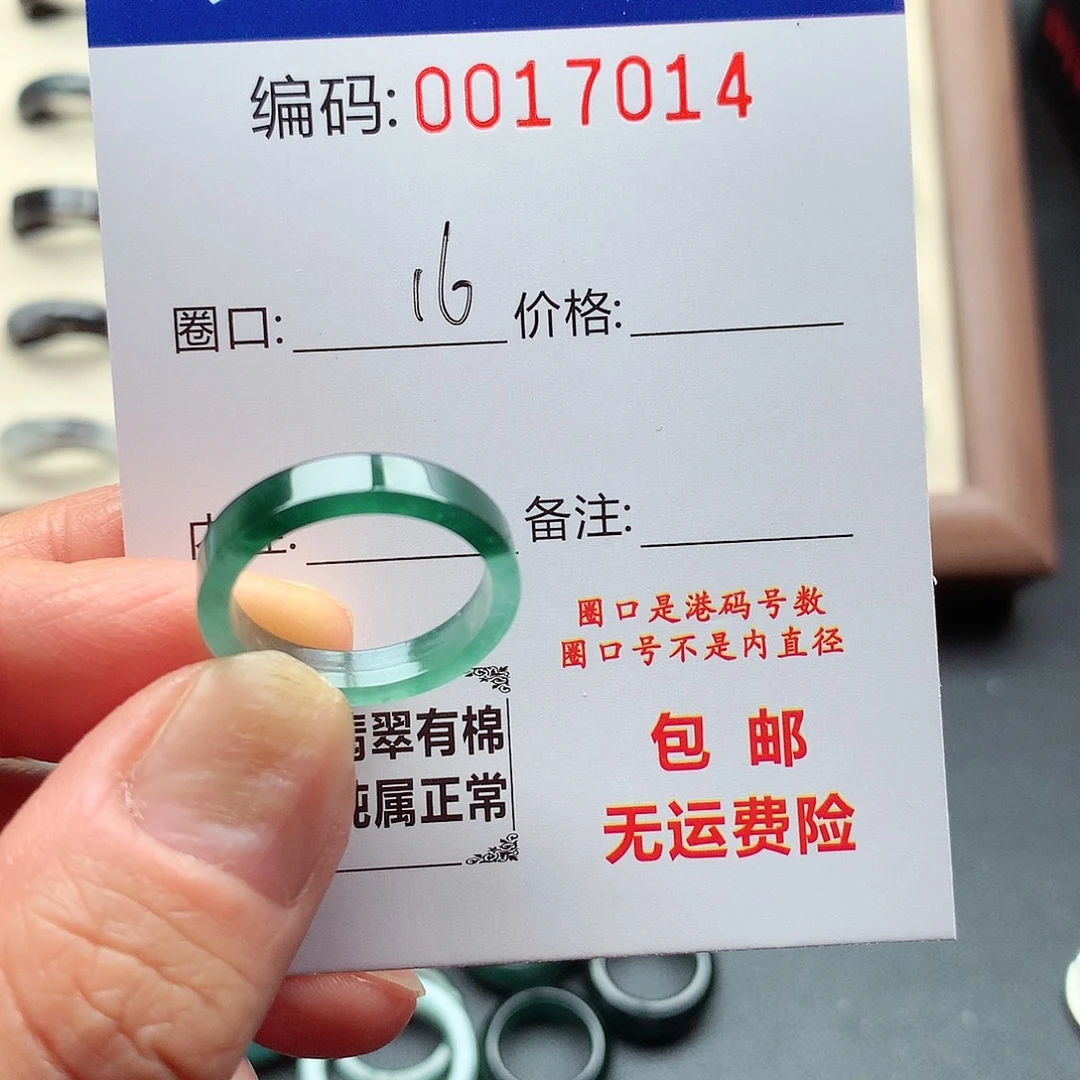 编码:0017014
圈口: 16 价格:
备注:
圈口是港码号数
圈口号不是内直径
翠有棉
属正常
包 邮
无运费险